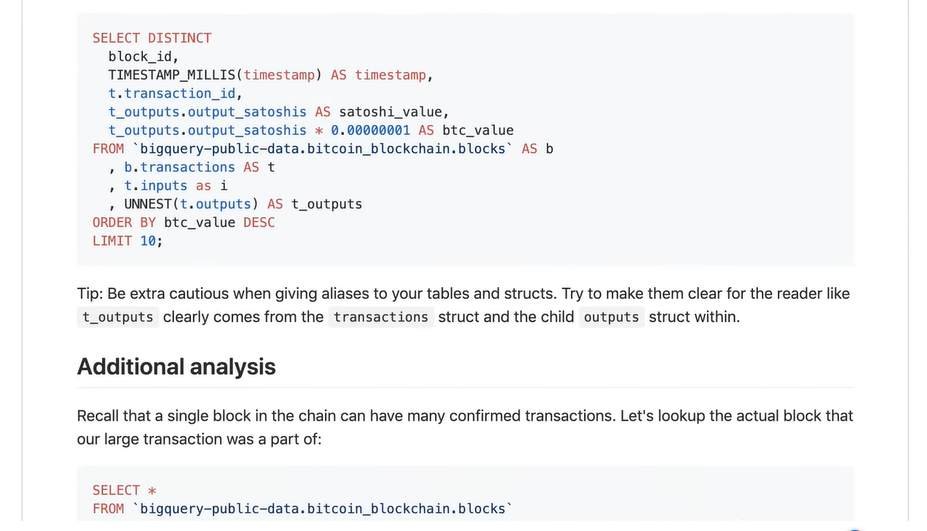 SELECT DISTINCT
block_id,
TIMESTAMP_MILLIS(timestamp) AS timestamp,
t.transaction_id,
t_outputs.output_satoshis AS satoshi_value,
t_outputs.output_satoshis * 0.00000001 AS btc_value
FROM `bigquery-public-data.bitcoin_blockchain.blocks` AS b
, b.transactions AS t
, t.inputs as i
, UNNEST(t.outputs) AS t_outputs
ORDER BY btc_value DESC
LIMIT 10;
Tip: Be extra cautious when giving aliases to your tables and structs. Try to make them clear for the reader like
t_outputs clearly comes from the transactions struct and the child outputs struct within.
Additional analysis
Recall that a single block in the chain can have many confirmed transactions. Let's lookup the actual block that
our large transaction was a part of:
SELECT *
FROM `bigquery-public-data.bitcoin_blockchain.blocks`